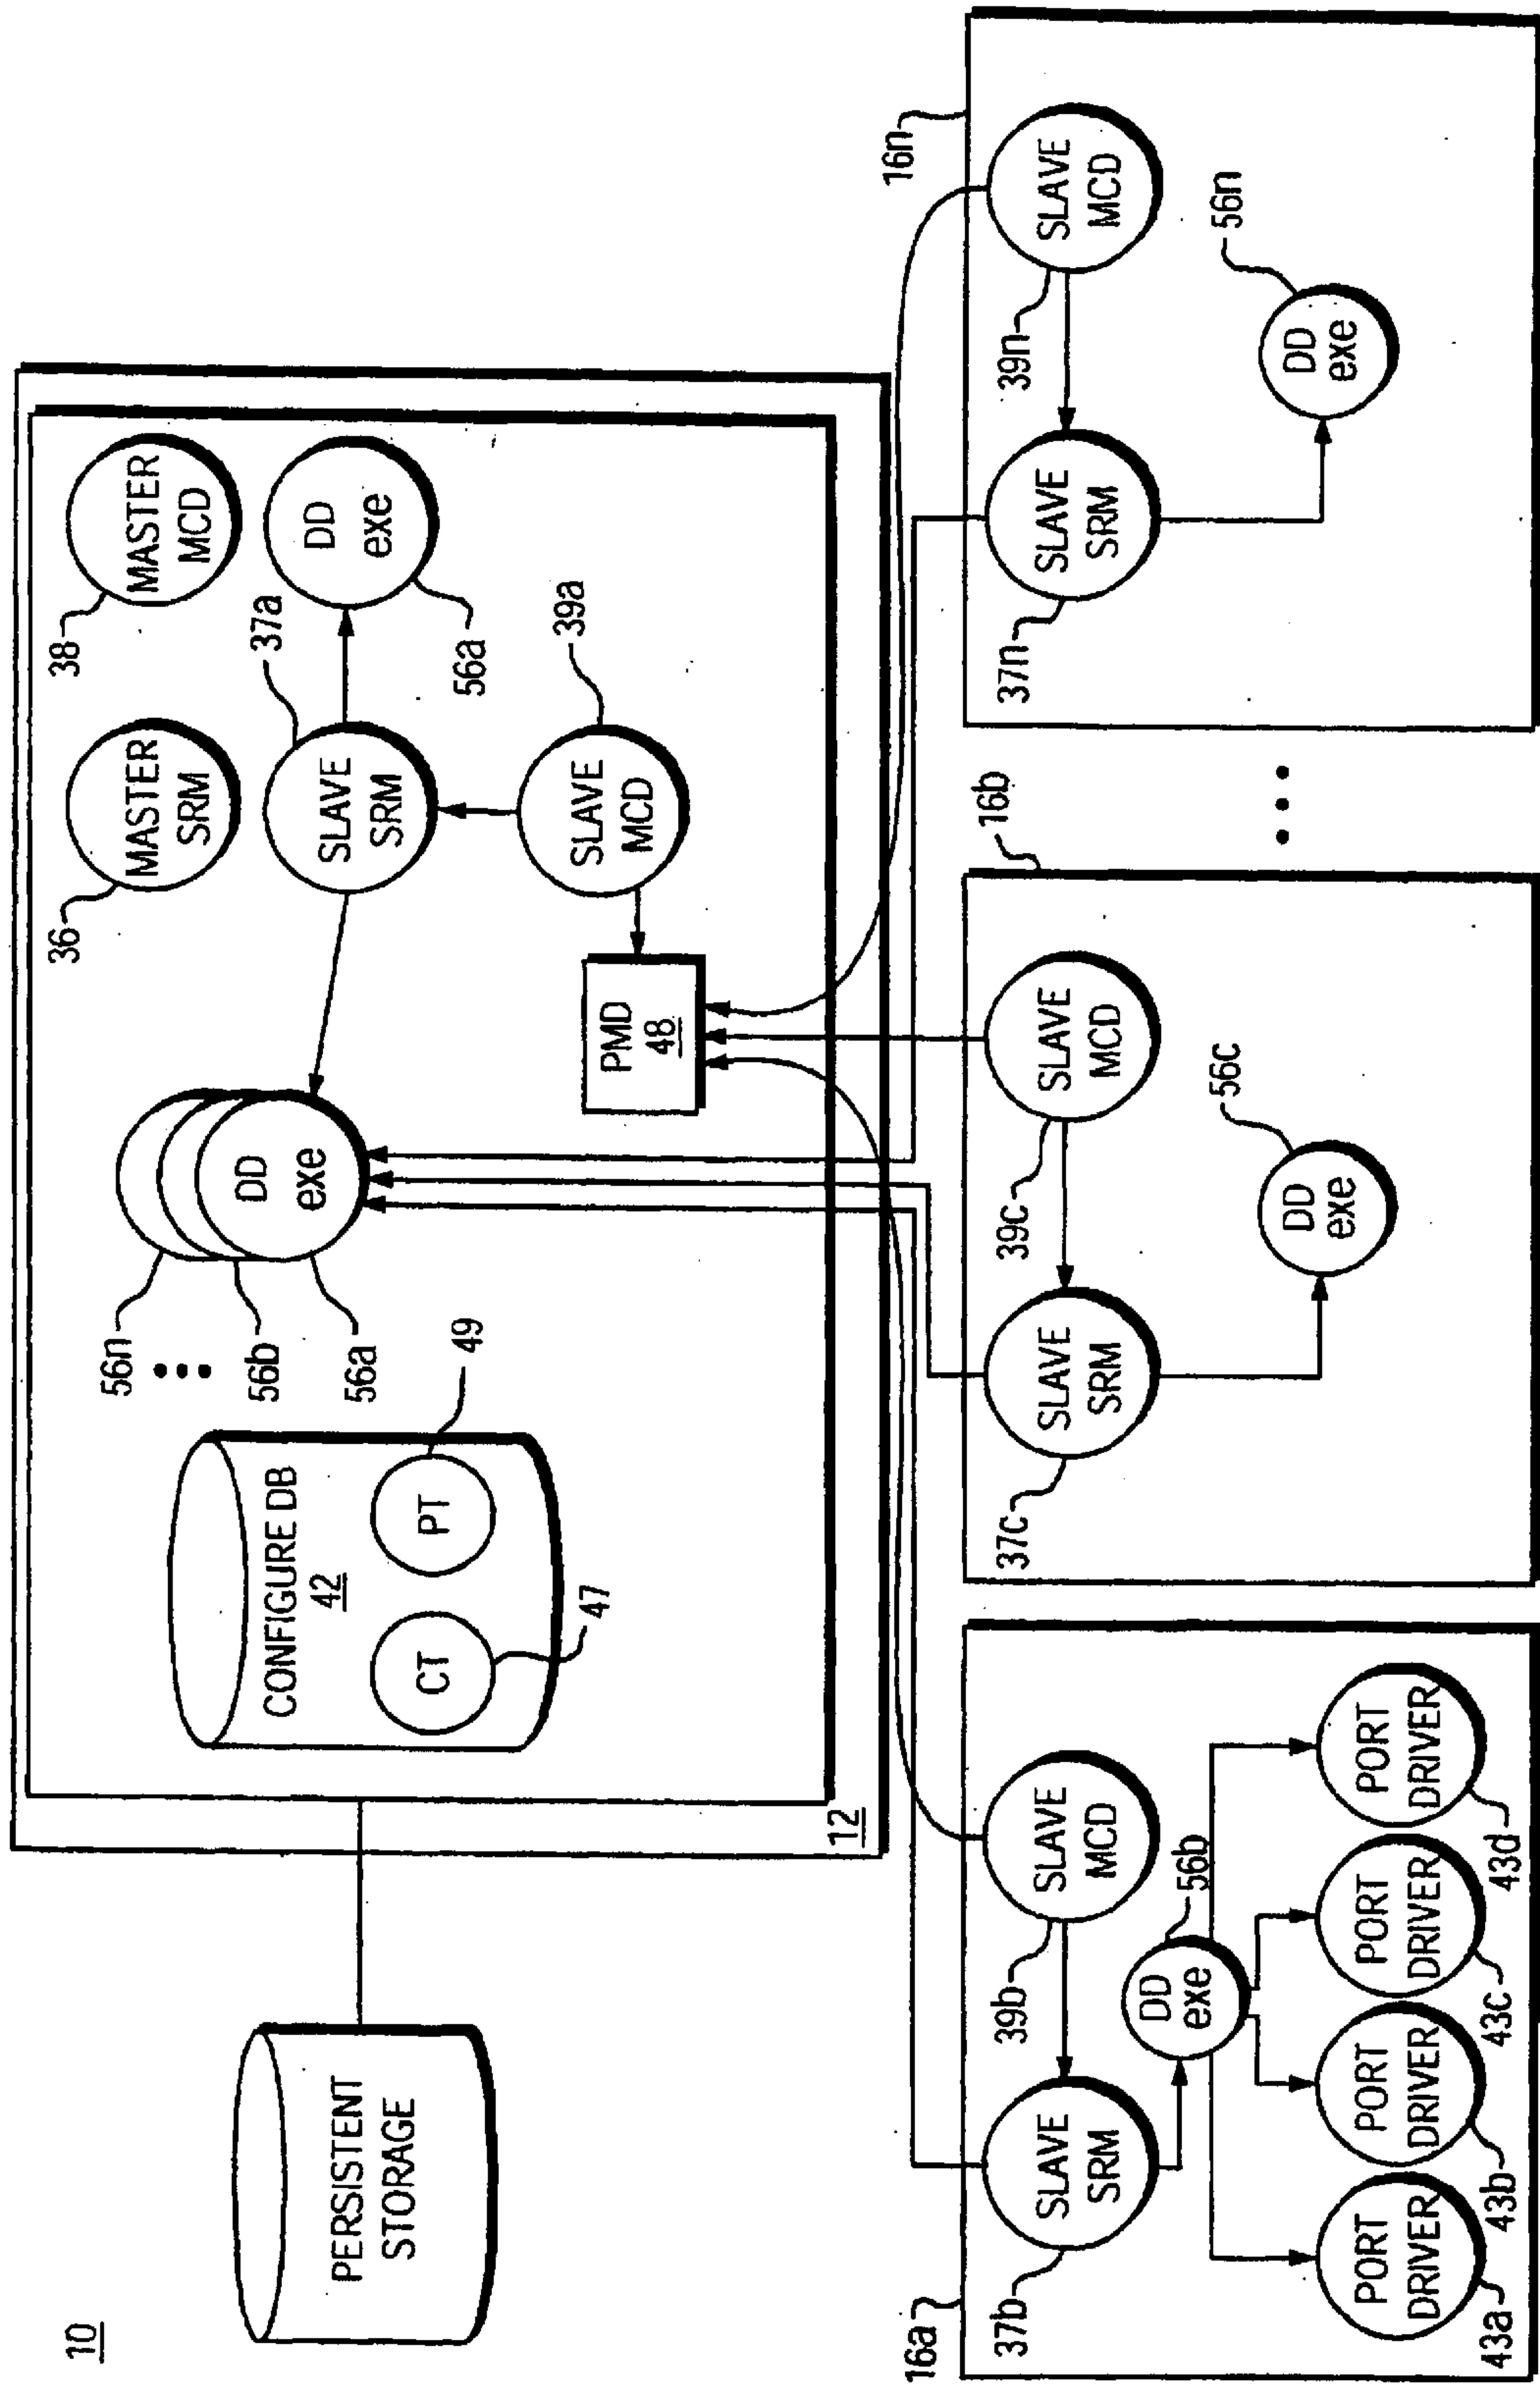 10
PERSISTENT
STORAGE
12
CONFIGURE DB
42
CT
PT
47
49
56n
56b
56a
DD
exe
36
MASTER
SRM
38
MASTER
MCD
37a
SLAVE
SRM
DD
exe
56a
39a
SLAVE
MCD
PMD
48
16a
37b
SLAVE
SRM
39b
SLAVE
MCD
56b
DD
exe
PORT
DRIVER
43a
PORT
DRIVER
43b
PORT
DRIVER
43c
PORT
DRIVER
43d
16b
37c
SLAVE
SRM
39c
SLAVE
MCD
56c
DD
exe
16n
37n
SLAVE
SRM
39n
SLAVE
MCD
56n
DD
exe